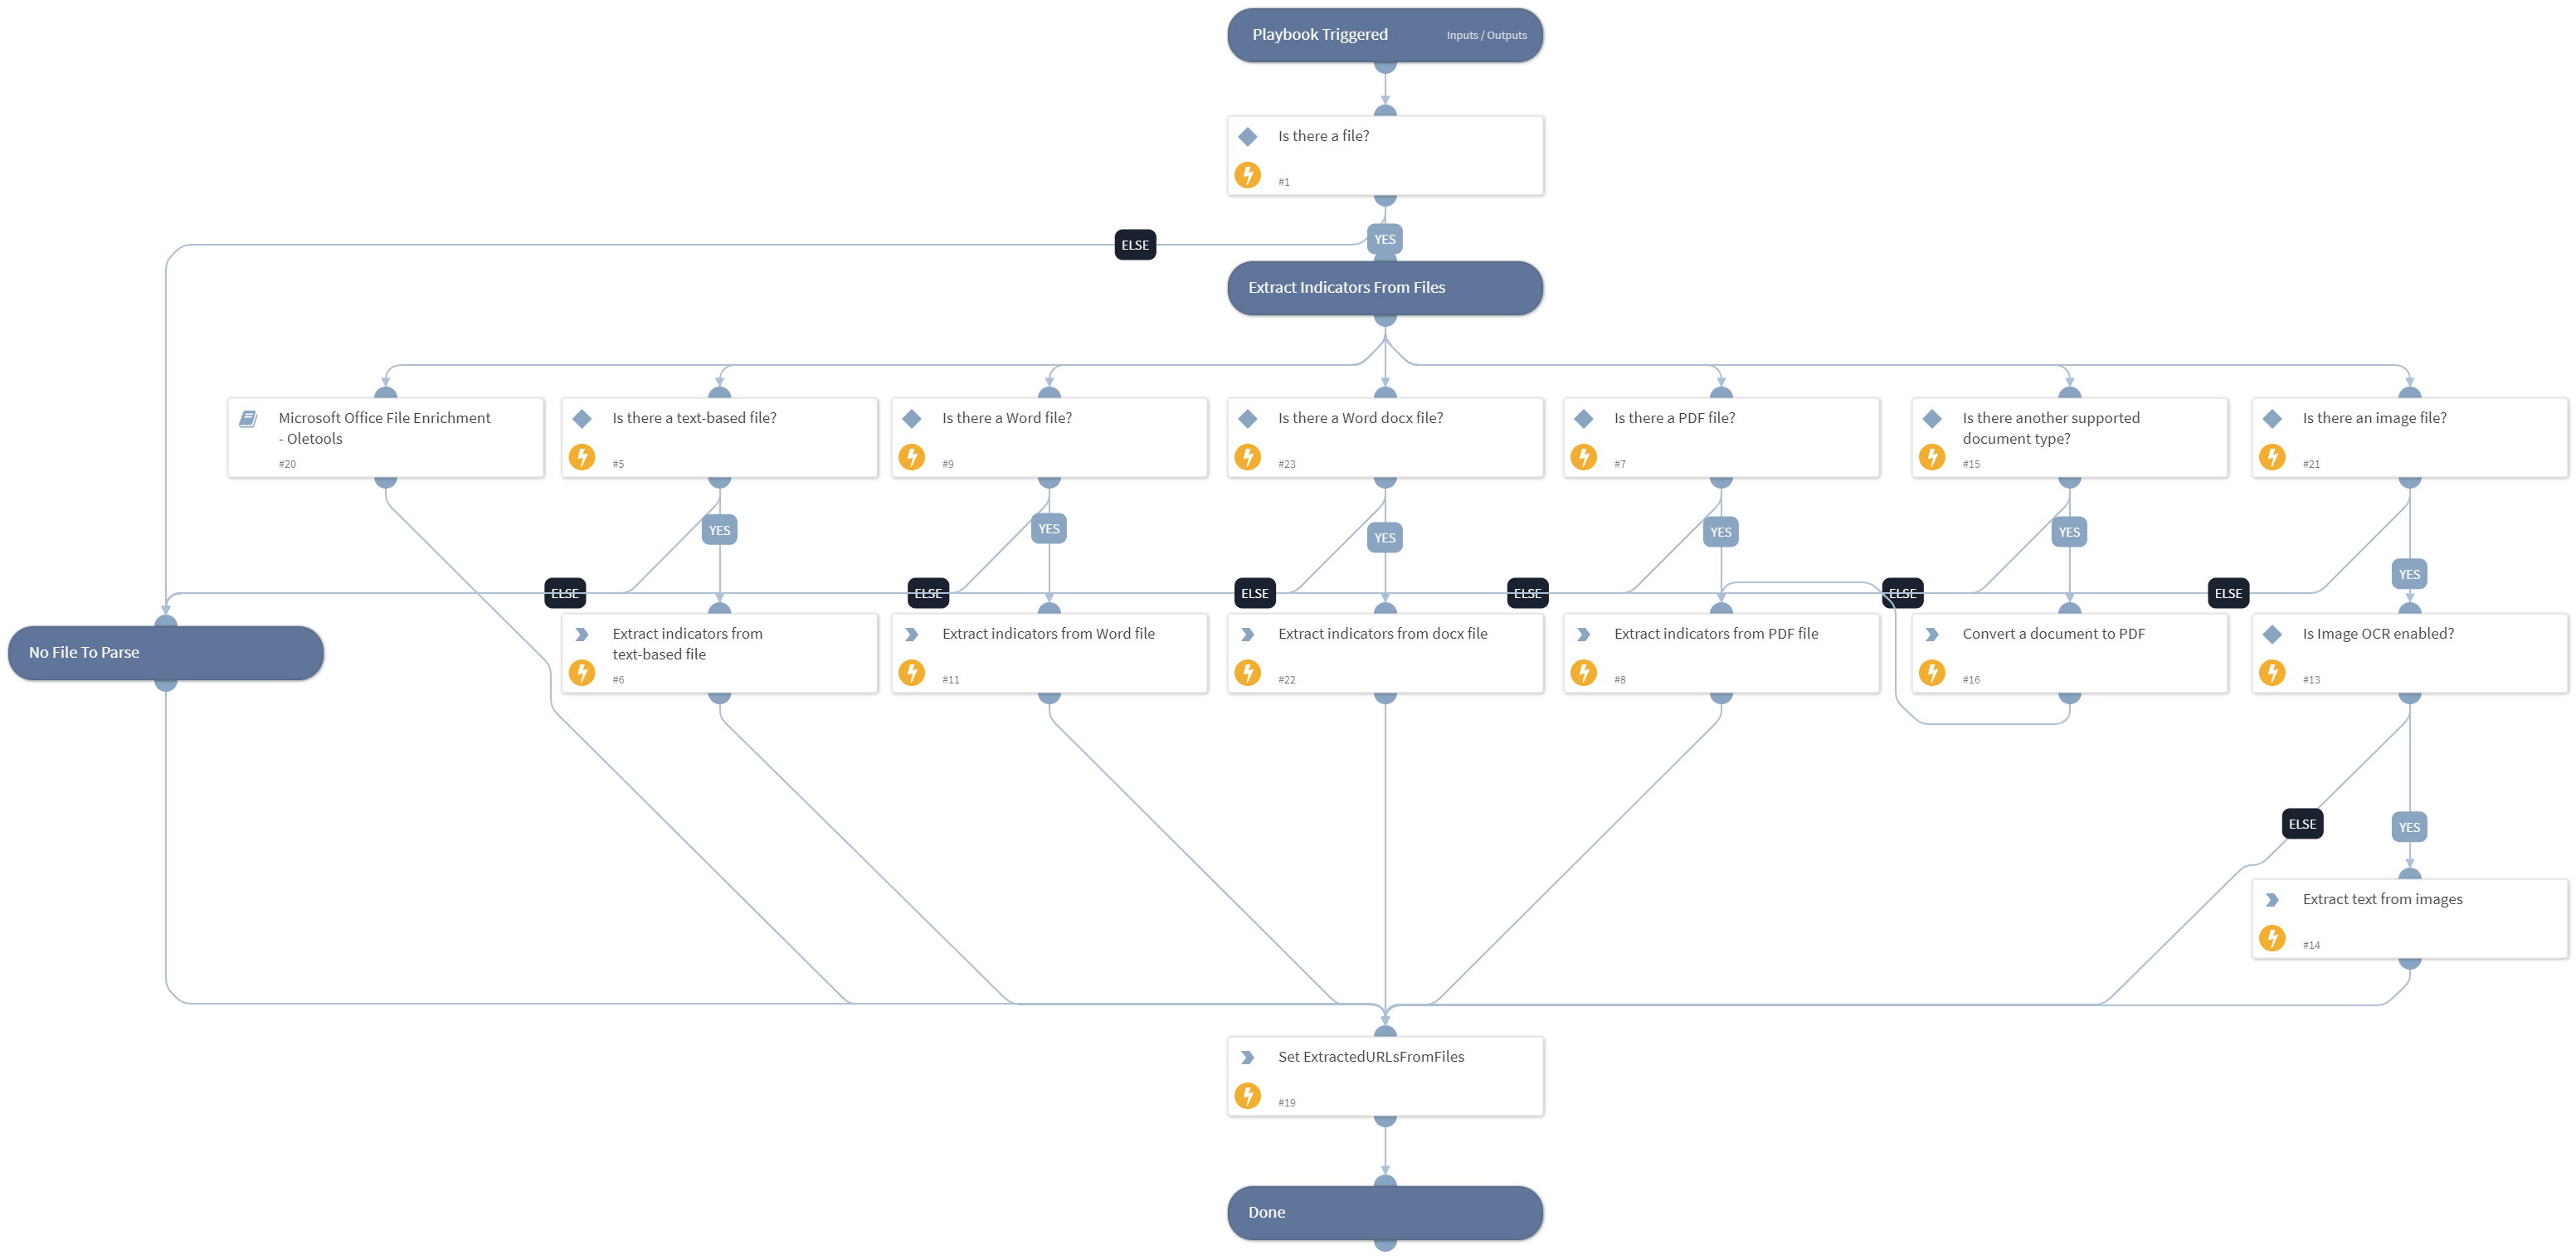 Playbook Triggered
Inputs / Outputs
Is there a file?
#1
ELSE
YES
Extract Indicators From Files
Microsoft Office File Enrichment
- Oletools
#20
Is there a text-based file?
#5
Is there a Word file?
#9
Is there a Word docx file?
#23
Is there a PDF file?
#7
Is there another supported
document type?
#15
Is there an image file?
#21
YES
YES
YES
YES
YES
YES
ELSE
ELSE
ELSE
ELSE
ELSE
ELSE
No File To Parse
Extract indicators from
text-based file
#6
Extract indicators from Word file
#11
Extract indicators from docx file
#22
Extract indicators from PDF file
#8
Convert a document to PDF
#16
Is Image OCR enabled?
#13
ELSE
YES
Extract text from images
#14
Set ExtractedURLsFromFiles
#19
Done